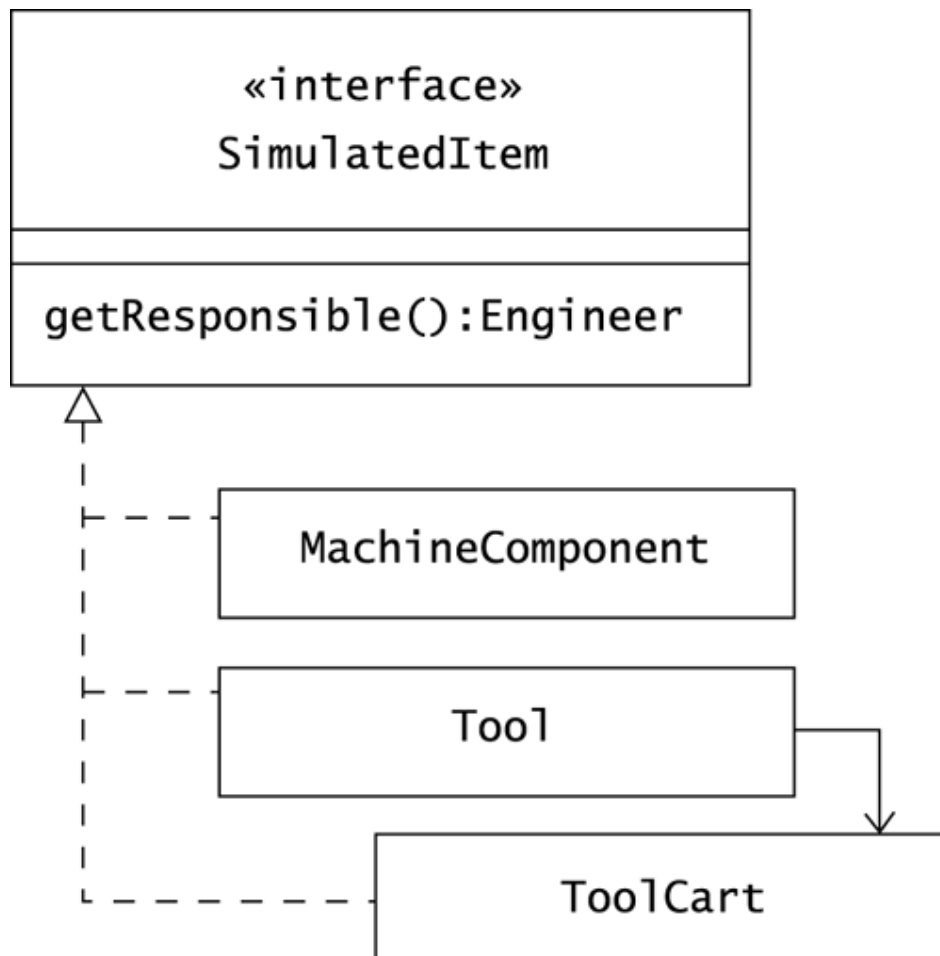 «interface»
SimulatedItem
getResponsible():Engineer
MachineComponent
Tool
ToolCart